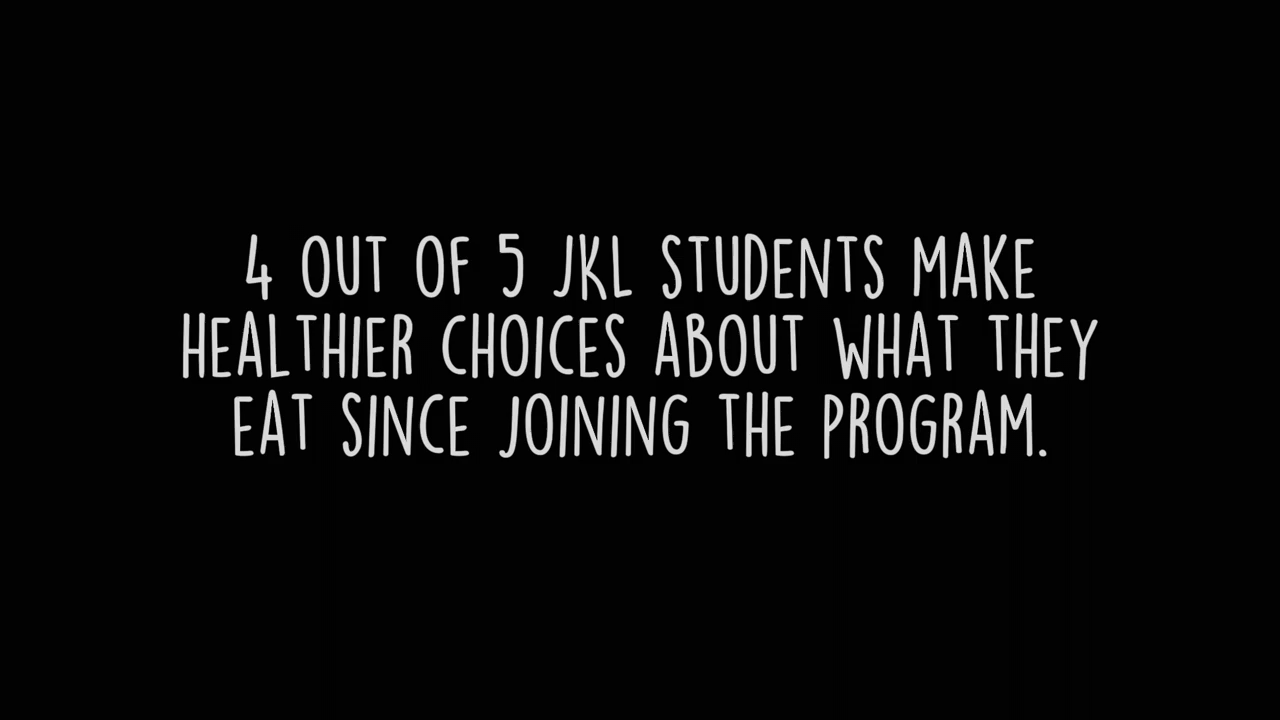 4 OUT OF 5 JKL STUDENTS MAKE
HEALTHIER CHOICES ABOUT WHAT THEY
EAT SINCE JOINING THE PROGRAM.